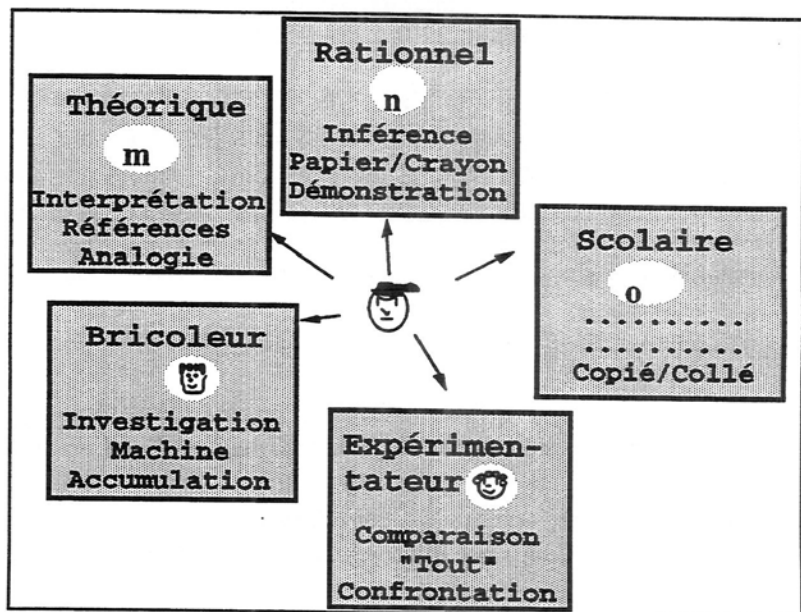 Rationnel
n
Inférence
Papier/Crayon
Démonstration
Théorique
m
Interprétation
Références
Analogie
Scolaire
o
..........
..........
Copié/Collé
Bricoleur
Investigation
Machine
Accumulation
Expérimen-
tateur
Comparaison
"Tout"
Confrontation